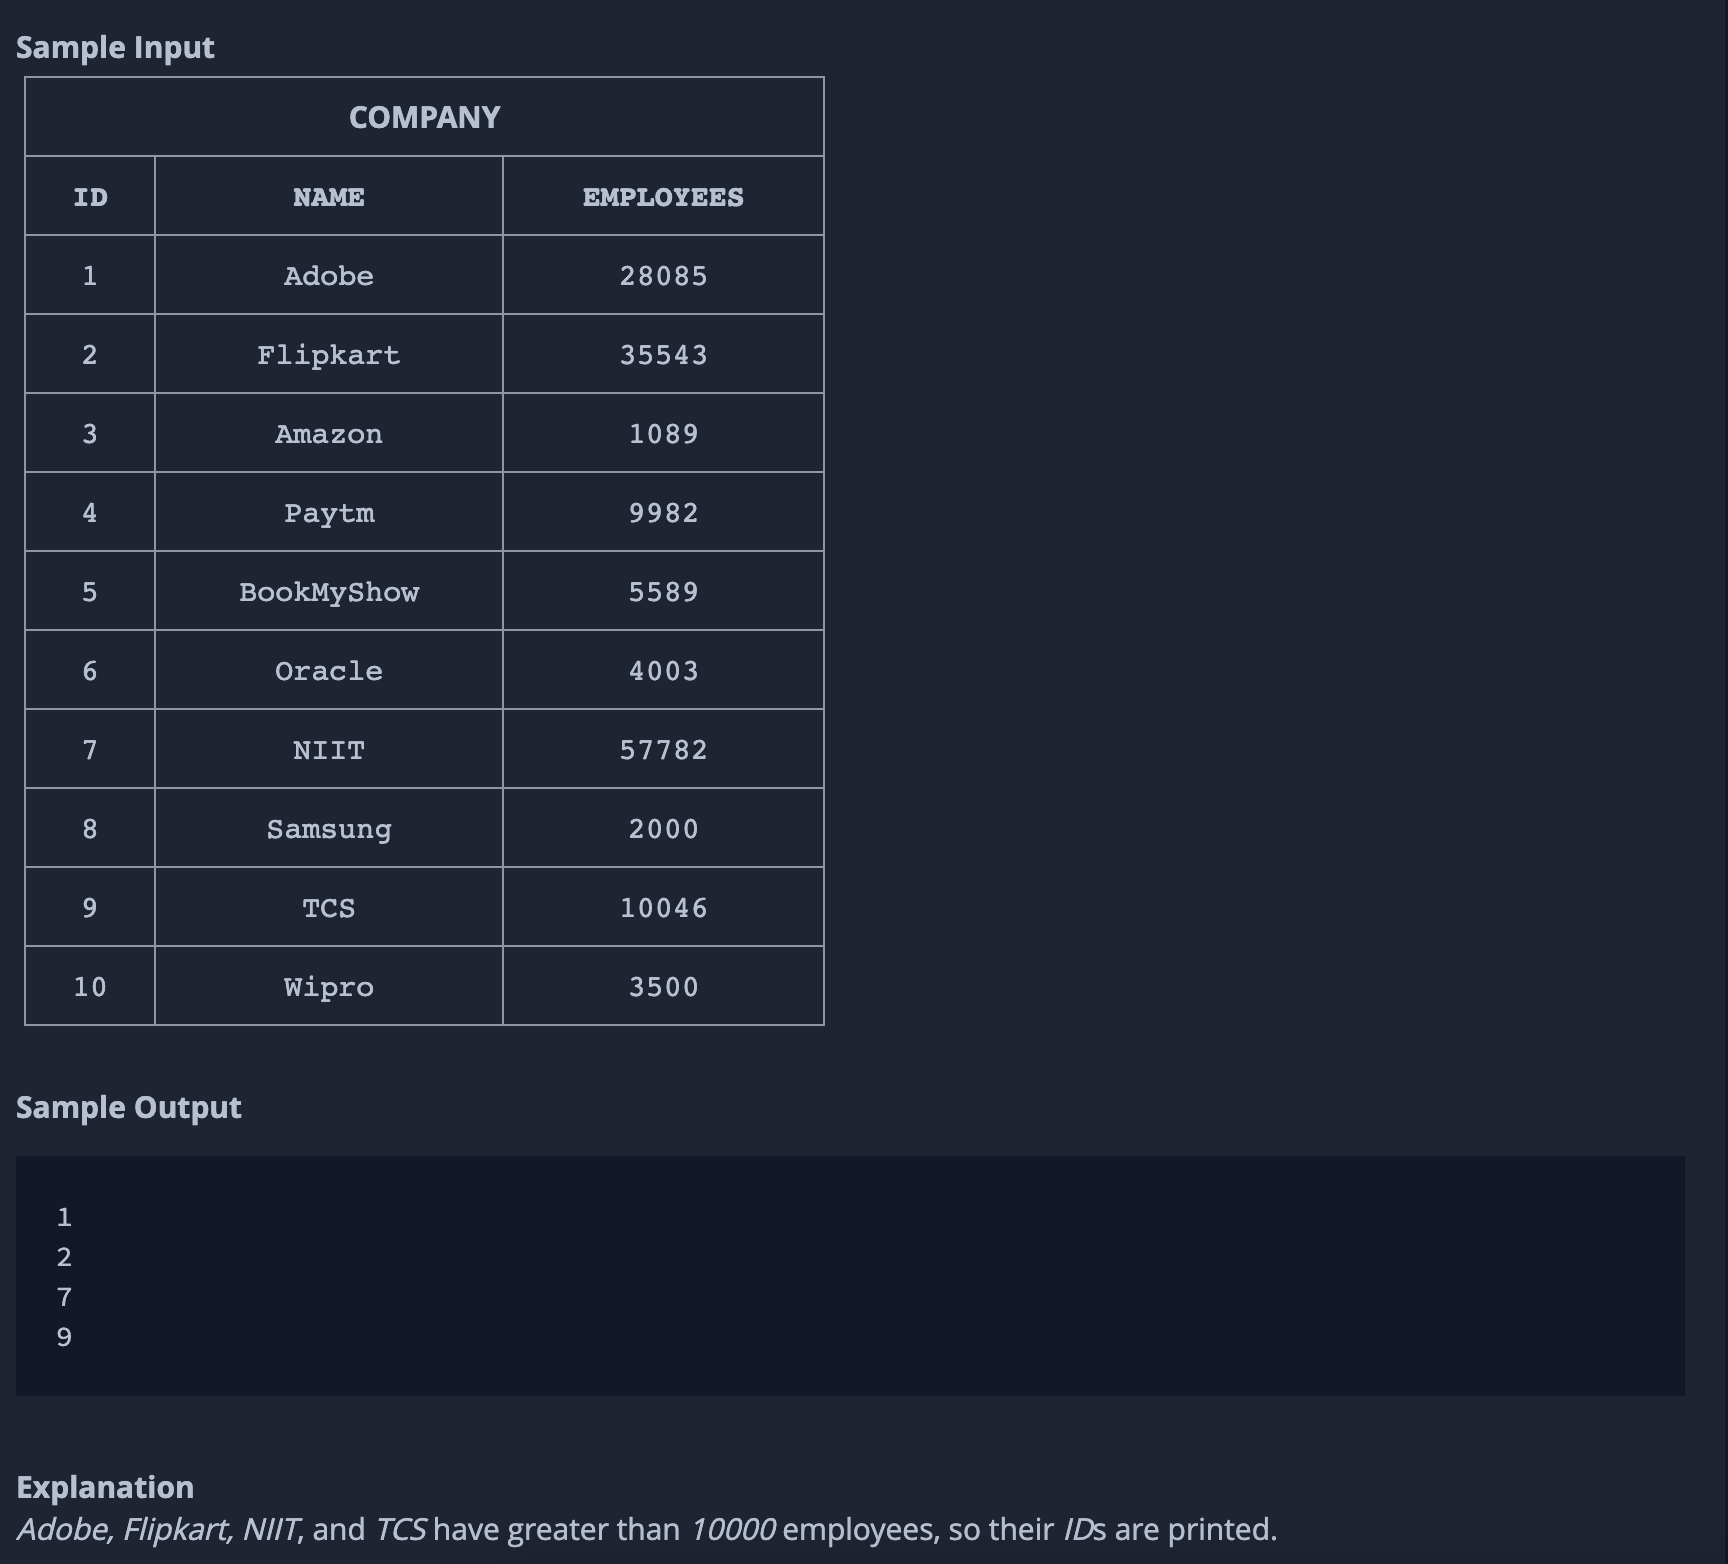 Sample Input
COMPANY
ID NAME EMPLOYEES
1 Adobe 28085
2 Flipkart 35543
3 Amazon 1089
4 Paytm 9982
5 BookMyShow 5589
6 Oracle 4003
7 NIIT 57782
8 Samsung 2000
9 TCS 10046
10 Wipro 3500
Sample Output
1
2
7
9
Explanation
Adobe, Flipkart, NIIT, and TCS have greater than 10000 employees, so their IDs are printed.